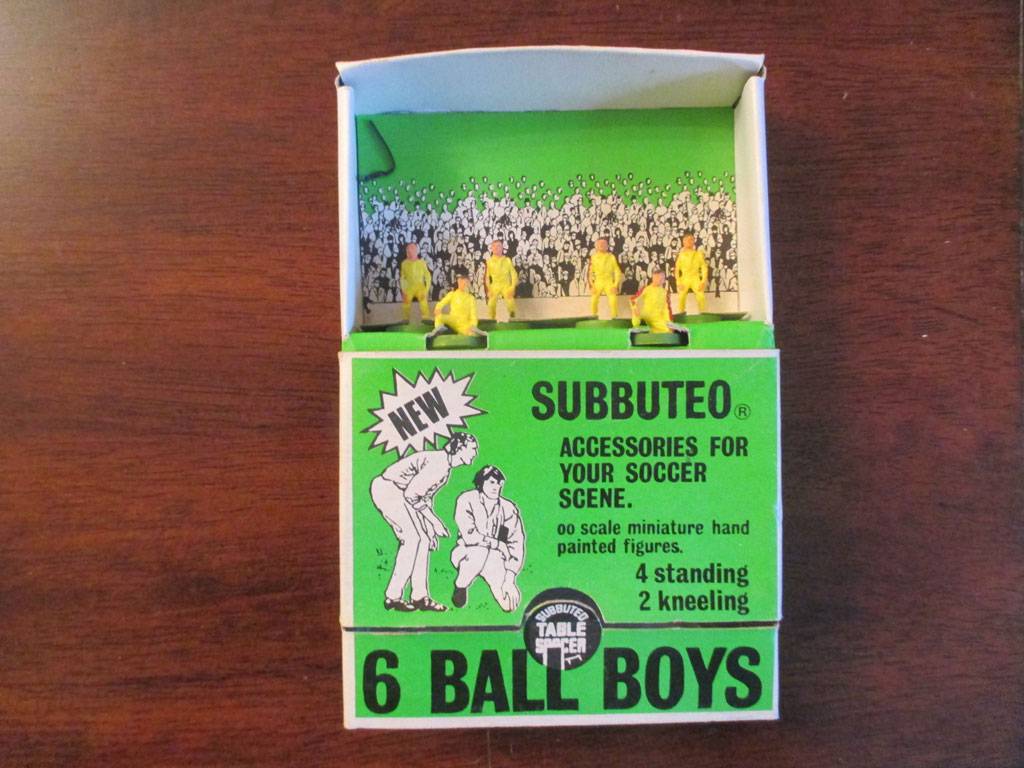 NEW
SUBBUTEO ®
ACCESSORIES FOR
YOUR SOCCER
SCENE.
oo scale miniature hand
painted figures.
4 standing
2 kneeling
SUBBUTEO
TABLE
SOCCER
6 BALL BOYS